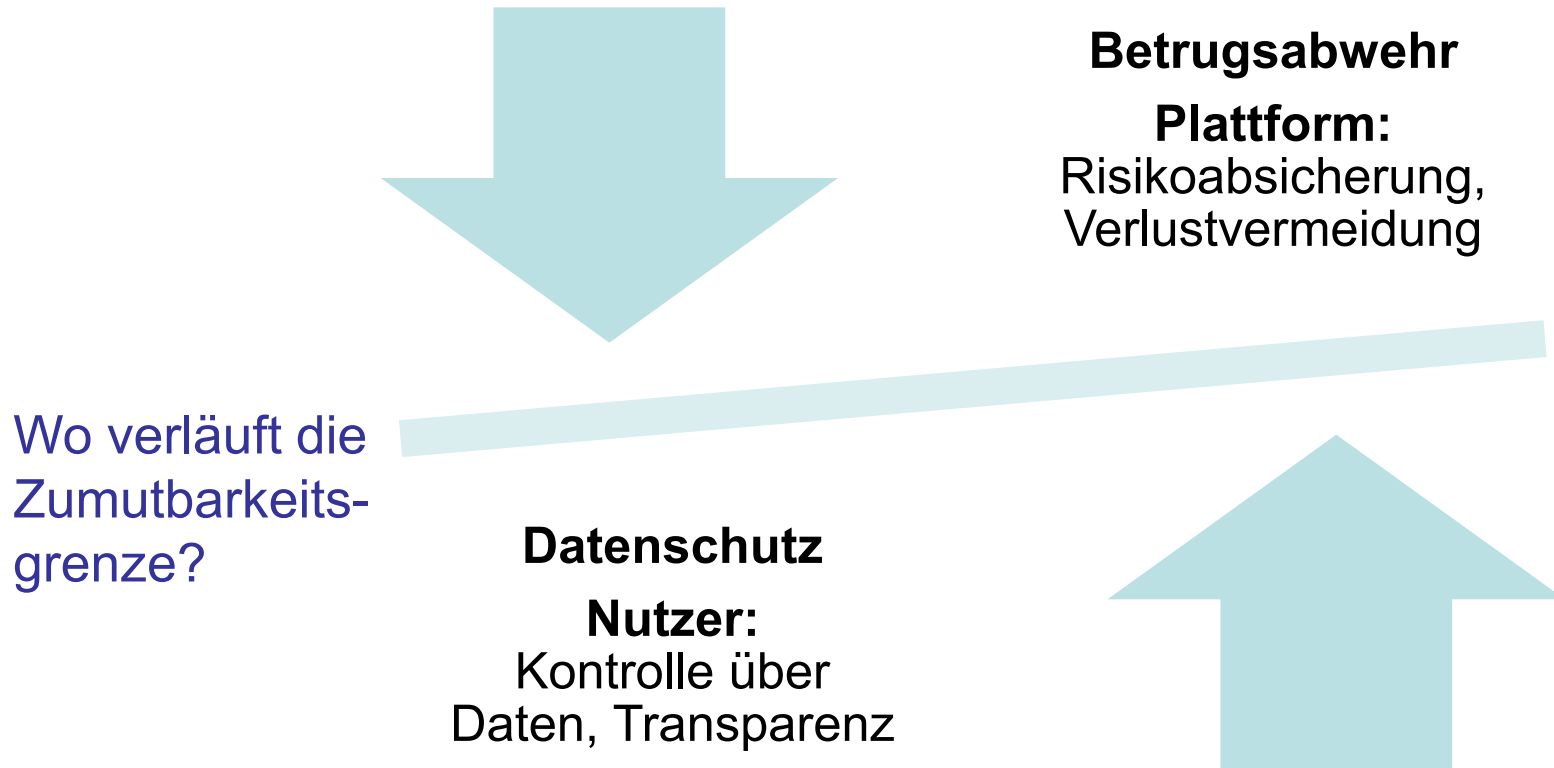 Betrugsabwehr
Plattform:
Risikoabsicherung,
Verlustvermeidung
Wo verläuft die
Zumutbarkeits-
grenze?
Datenschutz
Nutzer:
Kontrolle über
Daten, Transparenz